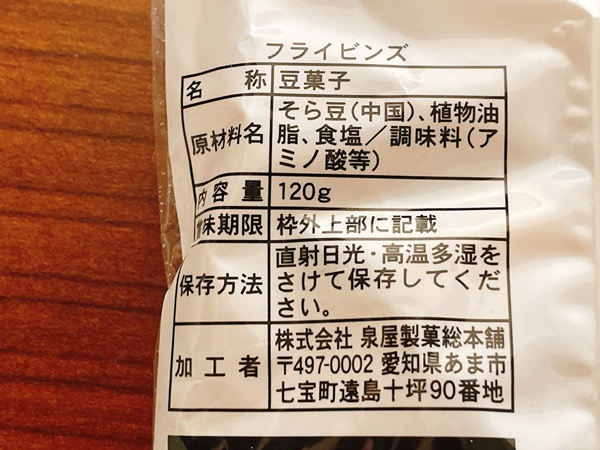 フライビンズ
名称 豆菓子
原材料名 そら豆(中国)、植物油
脂、食塩/調味料(ア
ミノ酸等)
内容量 120g
賞味期限 枠外上部に記載
保存方法 直射日光・高温多湿を
さけて保存してくだ
さい。
加工者 株式会社 泉屋製菓総本舗
〒497-0002 愛知県あま市
七宝町遠島十坪90番地